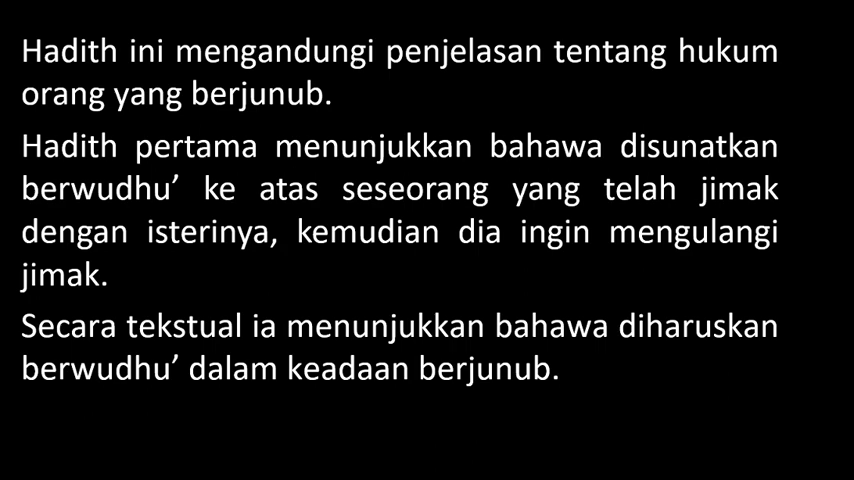 Hadith ini mengandungi penjelasan tentang hukum
orang yang berjunub.
Hadith pertama menunjukkan bahawa disunatkan
berwudhu’ ke atas seseorang yang telah jimak
dengan isterinya, kemudian dia ingin mengulangi
jimak.
Secara tekstual ia menunjukkan bahawa diharuskan
berwudhu’ dalam keadaan berjunub.